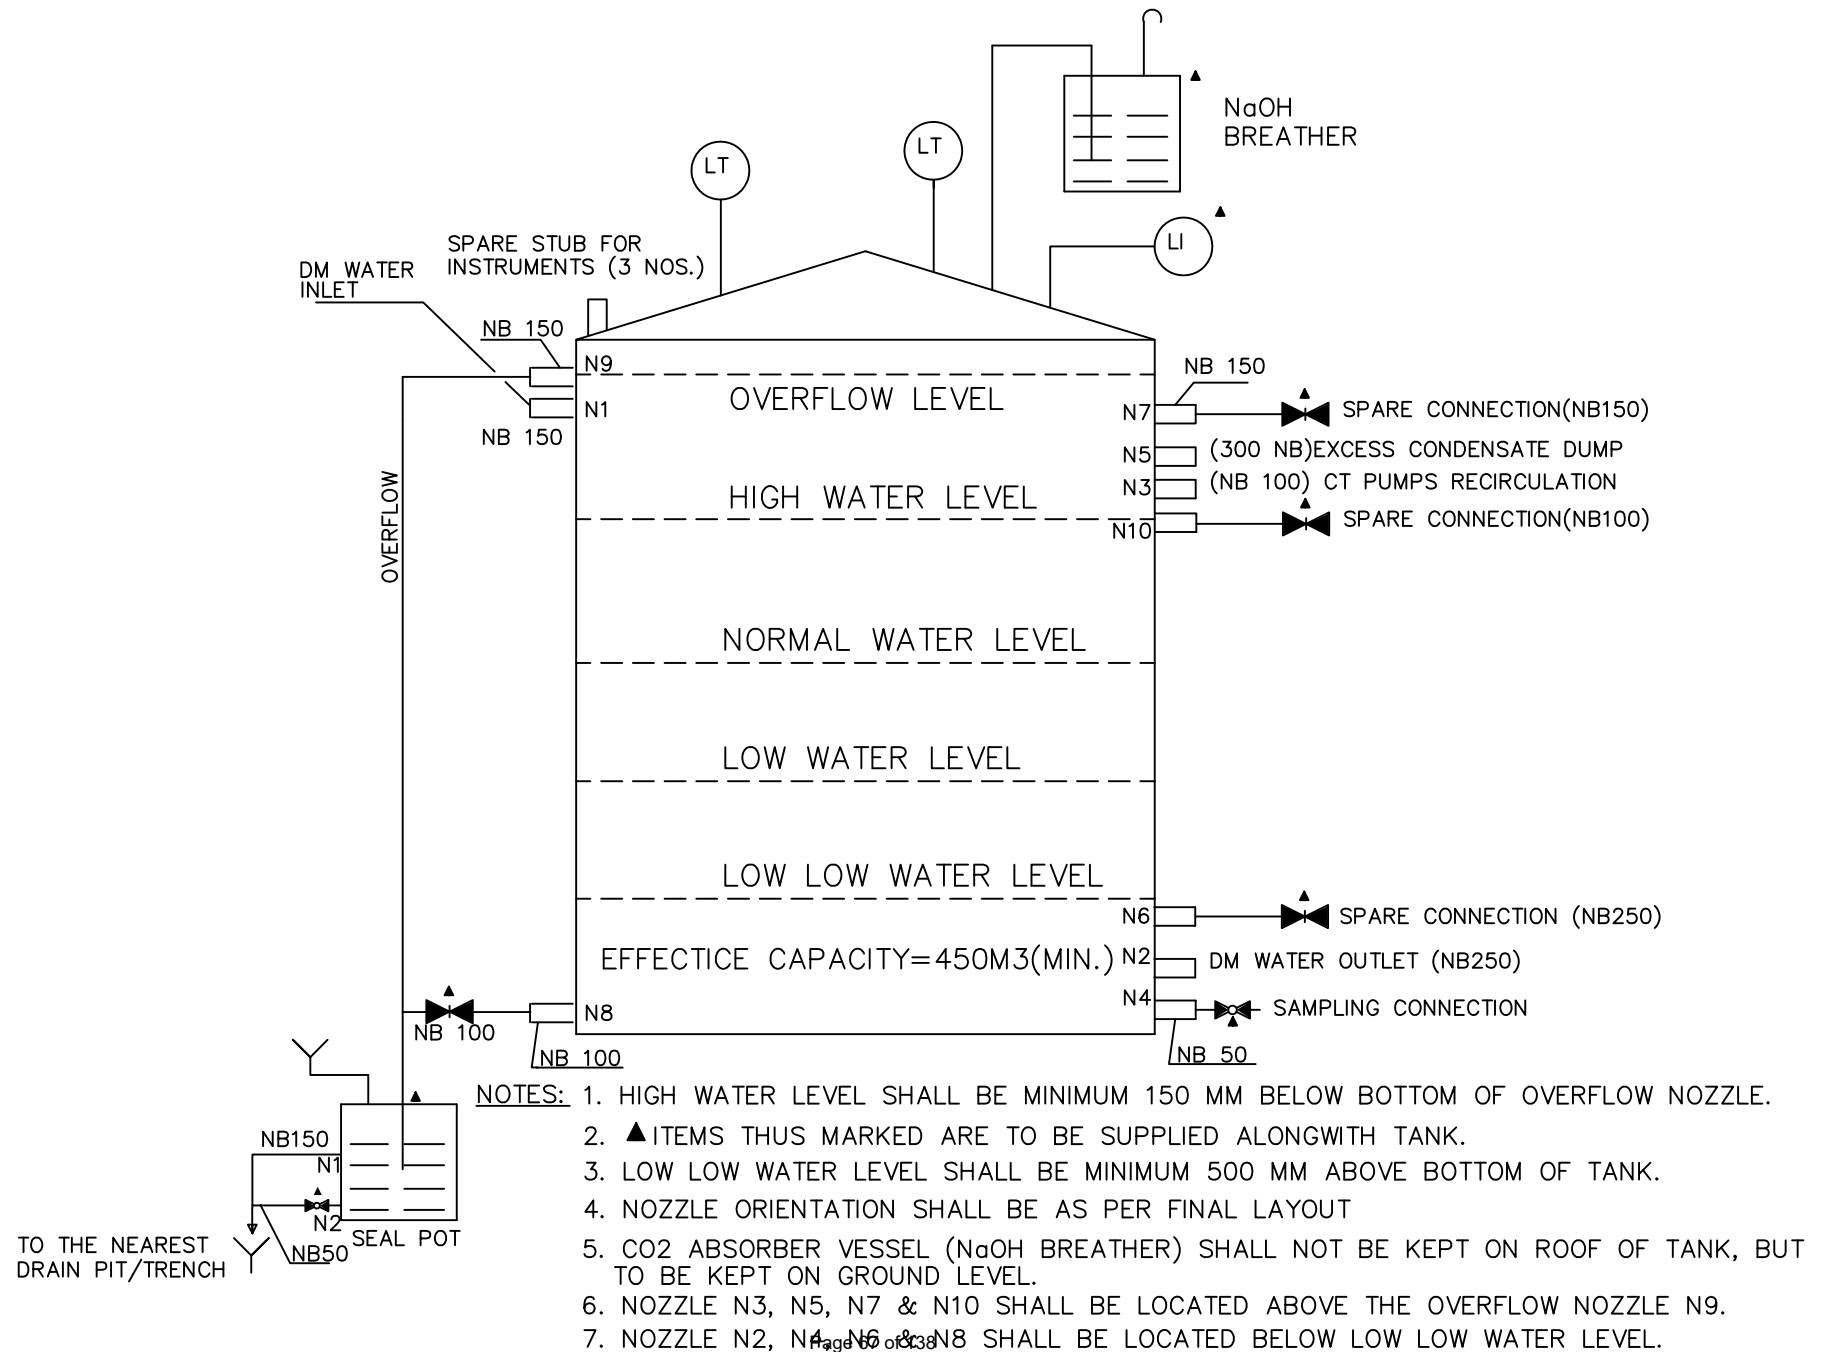 NaOH
BREATHER
LT
LT
LI
SPARE STUB FOR
INSTRUMENTS (3 NOS.)
DM WATER
INLET
NB 150
N9
OVERFLOW LEVEL
N1
NB 150
NB 150
N7
SPARE CONNECTION(NB150)
N5
(300 NB)EXCESS CONDENSATE DUMP
N3
(NB 100) CT PUMPS RECIRCULATION
HIGH WATER LEVEL
N10
SPARE CONNECTION(NB100)
OVERFLOW
NORMAL WATER LEVEL
LOW WATER LEVEL
LOW LOW WATER LEVEL
N6
SPARE CONNECTION (NB250)
EFFECTICE CAPACITY=450M3(MIN.)
N2
DM WATER OUTLET (NB250)
N4
SAMPLING CONNECTION
N8
NB 100
NB 100
NB 50
NB150
N1
N2
NB50
SEAL POT
TO THE NEAREST
DRAIN PIT/TRENCH
NOTES: 1. HIGH WATER LEVEL SHALL BE MINIMUM 150 MM BELOW BOTTOM OF OVERFLOW NOZZLE.
2. ▲ITEMS THUS MARKED ARE TO BE SUPPLIED ALONGWITH TANK.
3. LOW LOW WATER LEVEL SHALL BE MINIMUM 500 MM ABOVE BOTTOM OF TANK.
4. NOZZLE ORIENTATION SHALL BE AS PER FINAL LAYOUT
5. CO2 ABSORBER VESSEL (NaOH BREATHER) SHALL NOT BE KEPT ON ROOF OF TANK, BUT
TO BE KEPT ON GROUND LEVEL.
6. NOZZLE N3, N5, N7 & N10 SHALL BE LOCATED ABOVE THE OVERFLOW NOZZLE N9.
7. NOZZLE N2, N4, N6 & N8 SHALL BE LOCATED BELOW LOW LOW WATER LEVEL.
Page 67 of 138